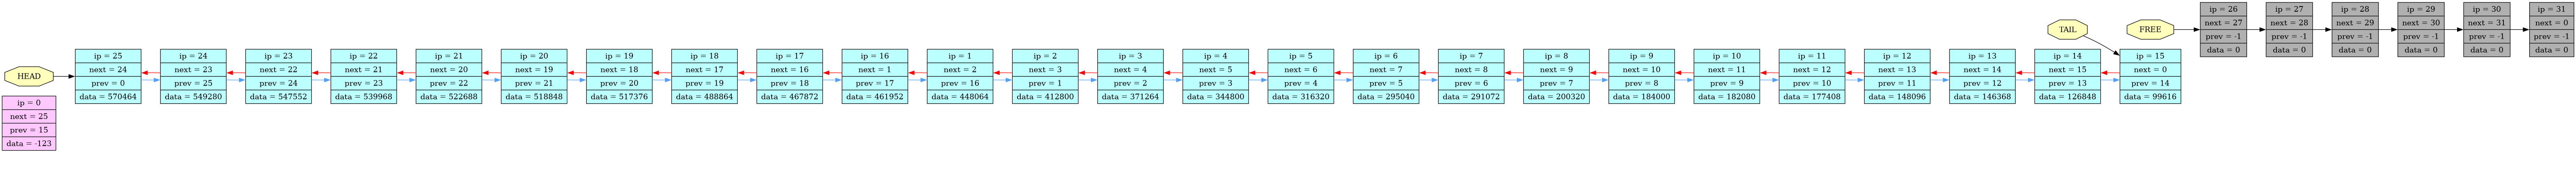 HEAD
ip = 0
next = 25
prev = 15
data = -123
ip = 25
next = 24
prev = 0
data = 570464
ip = 24
next = 23
prev = 25
data = 549280
ip = 23
next = 22
prev = 24
data = 547552
ip = 22
next = 21
prev = 23
data = 539968
ip = 21
next = 20
prev = 22
data = 522688
ip = 20
next = 19
prev = 21
data = 518848
ip = 19
next = 18
prev = 20
data = 517376
ip = 18
next = 17
prev = 19
data = 488864
ip = 17
next = 16
prev = 18
data = 467872
ip = 16
next = 1
prev = 17
data = 461952
ip = 1
next = 2
prev = 16
data = 448064
ip = 2
next = 3
prev = 1
data = 412800
ip = 3
next = 4
prev = 2
data = 371264
ip = 4
next = 5
prev = 3
data = 344800
ip = 5
next = 6
prev = 4
data = 316320
ip = 6
next = 7
prev = 5
data = 295040
ip = 7
next = 8
prev = 6
data = 291072
ip = 8
next = 9
prev = 7
data = 200320
ip = 9
next = 10
prev = 8
data = 184000
ip = 10
next = 11
prev = 9
data = 182080
ip = 11
next = 12
prev = 10
data = 177408
ip = 12
next = 13
prev = 11
data = 148096
ip = 13
next = 14
prev = 12
data = 146368
ip = 14
next = 15
prev = 13
data = 126848
TAIL
ip = 15
next = 0
prev = 14
data = 99616
FREE
ip = 26
next = 27
prev = -1
data = 0
ip = 27
next = 28
prev = -1
data = 0
ip = 28
next = 29
prev = -1
data = 0
ip = 29
next = 30
prev = -1
data = 0
ip = 30
next = 31
prev = -1
data = 0
ip = 31
next = 0
prev = -1
data = 0